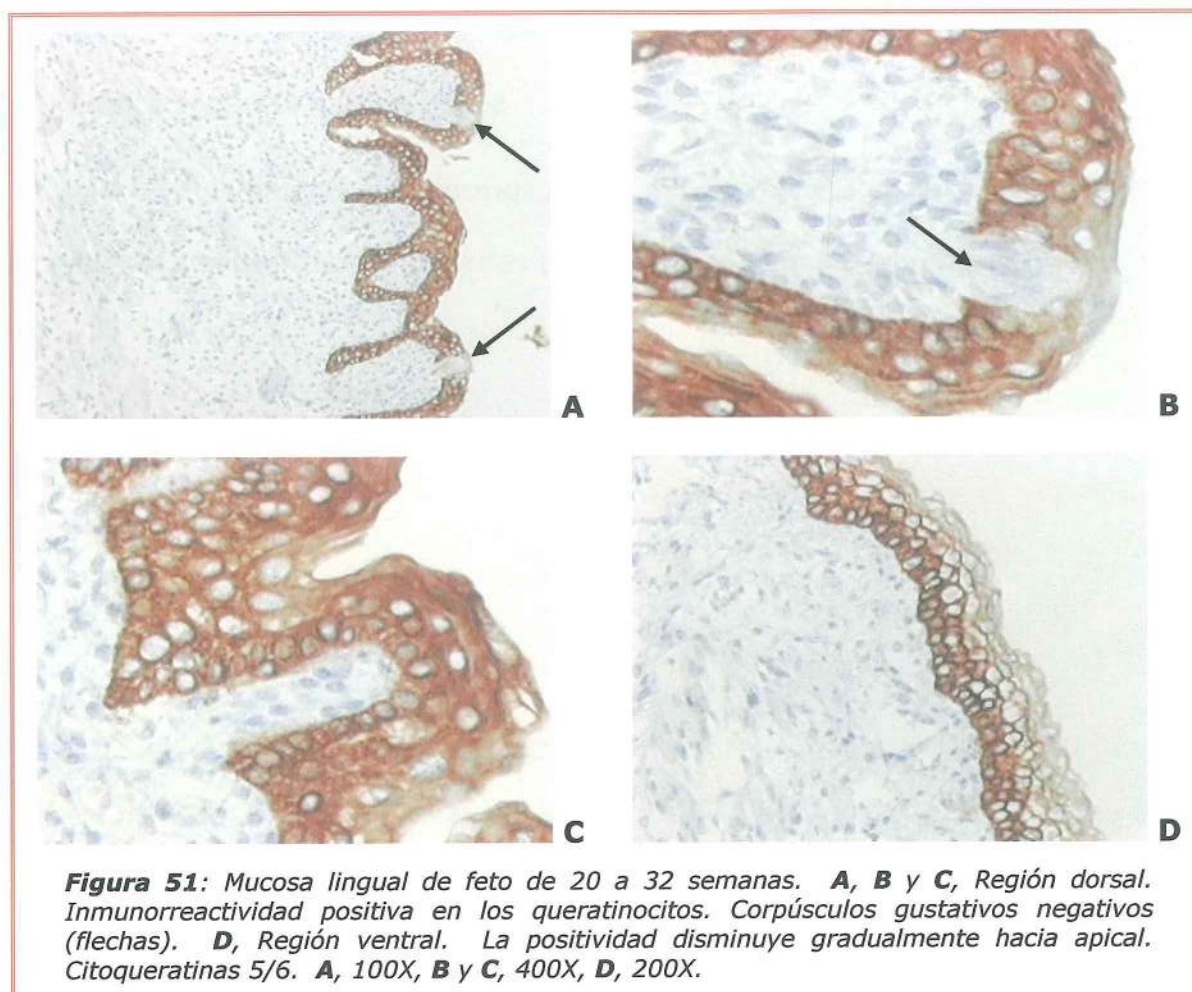 A
B
C
D
Figura 51: Mucosa lingual de feto de 20 a 32 semanas. A, B y C, Región dorsal.
Inmunorreactividad positiva en los queratinocitos. Corpúsculos gustativos negativos
(flechas). D, Región ventral. La positividad disminuye gradualmente hacia apical.
Citoqueratinas 5/6. A, 100X, B y C, 400X, D, 200X.